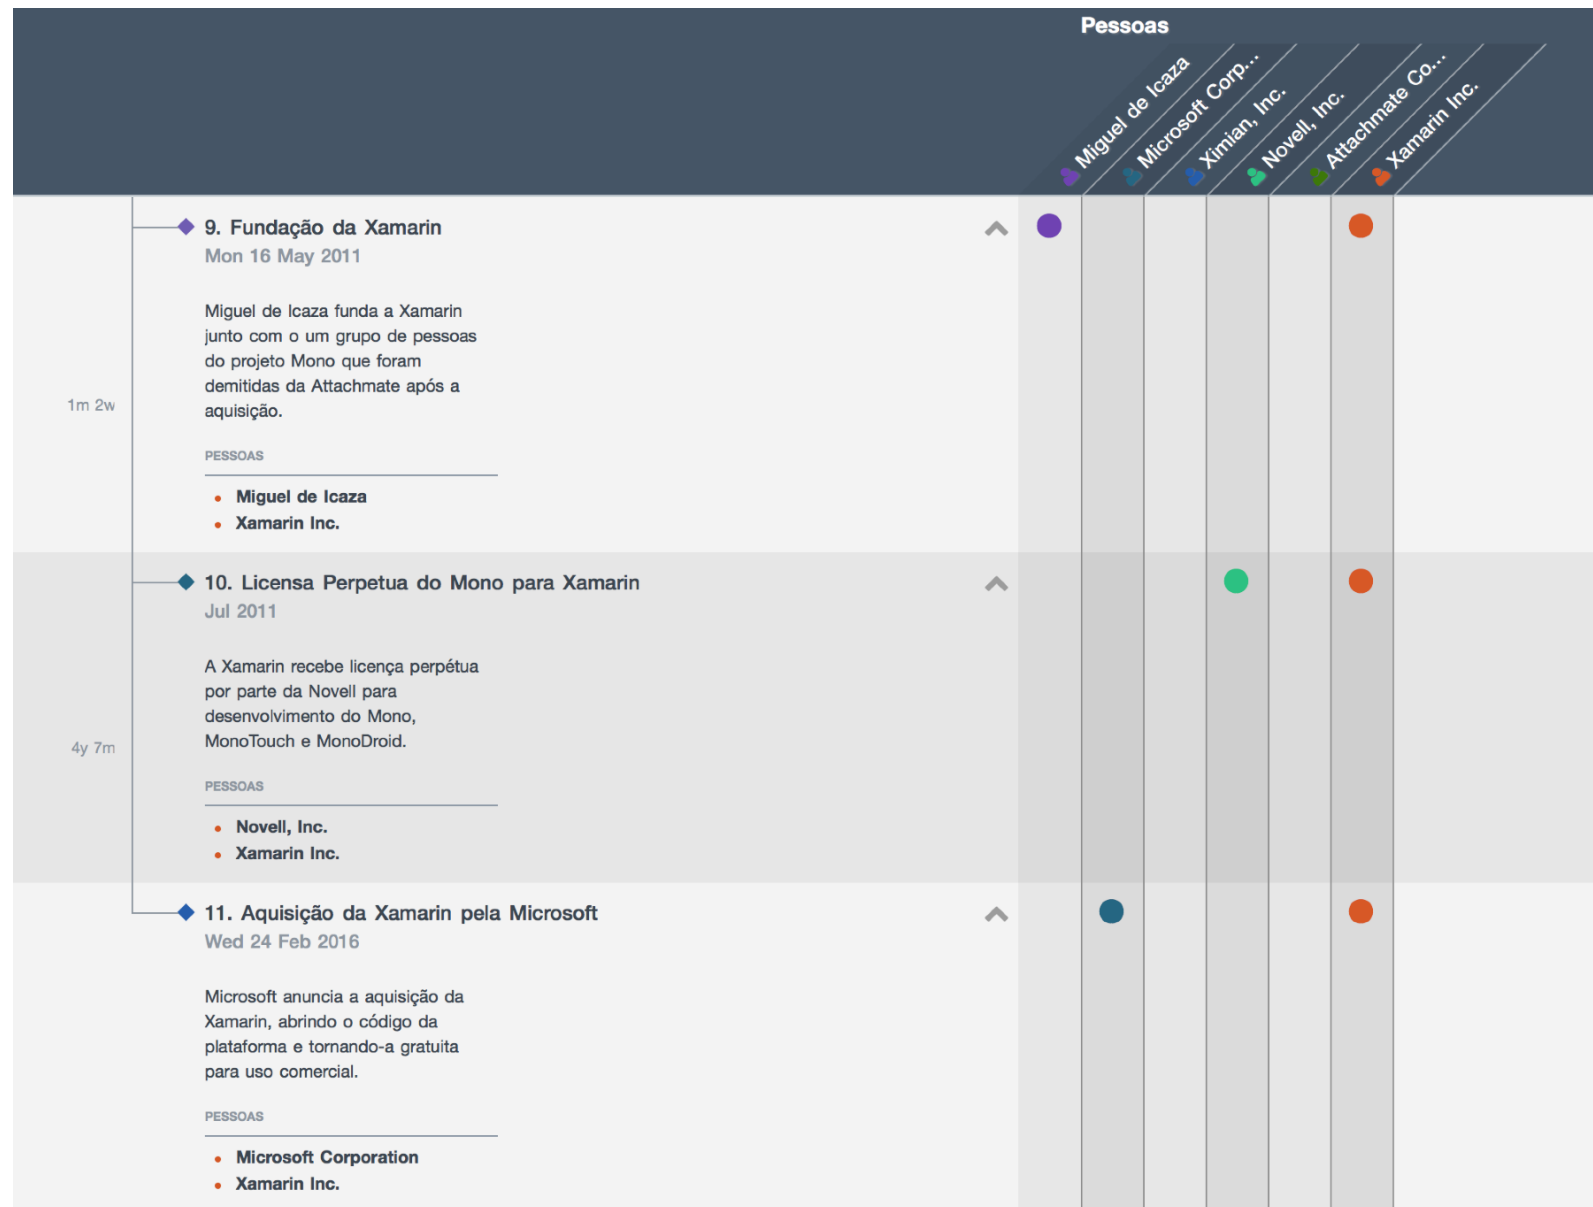 Pessoas
Miguel de Icaza
Microsoft Corp...
Ximian, Inc.
Novell, Inc.
Attachmate Co...
Xamarin Inc.
9. Fundação da Xamarin
Mon 16 May 2011
Miguel de Icaza funda a Xamarin
junto com o um grupo de pessoas
do projeto Mono que foram
demitidas da Attachmate após a
aquisição.
1m 2w
PESSOAS
Miguel de Icaza
Xamarin Inc.
10. Licensa Perpetua do Mono para Xamarin
Jul 2011
A Xamarin recebe licença perpétua
por parte da Novell para
desenvolvimento do Mono,
MonoTouch e MonoDroid.
4y 7m
PESSOAS
Novell, Inc.
Xamarin Inc.
11. Aquisição da Xamarin pela Microsoft
Wed 24 Feb 2016
Microsoft anuncia a aquisição da
Xamarin, abrindo o código da
plataforma e tornando-a gratuita
para uso comercial.
PESSOAS
Microsoft Corporation
Xamarin Inc.